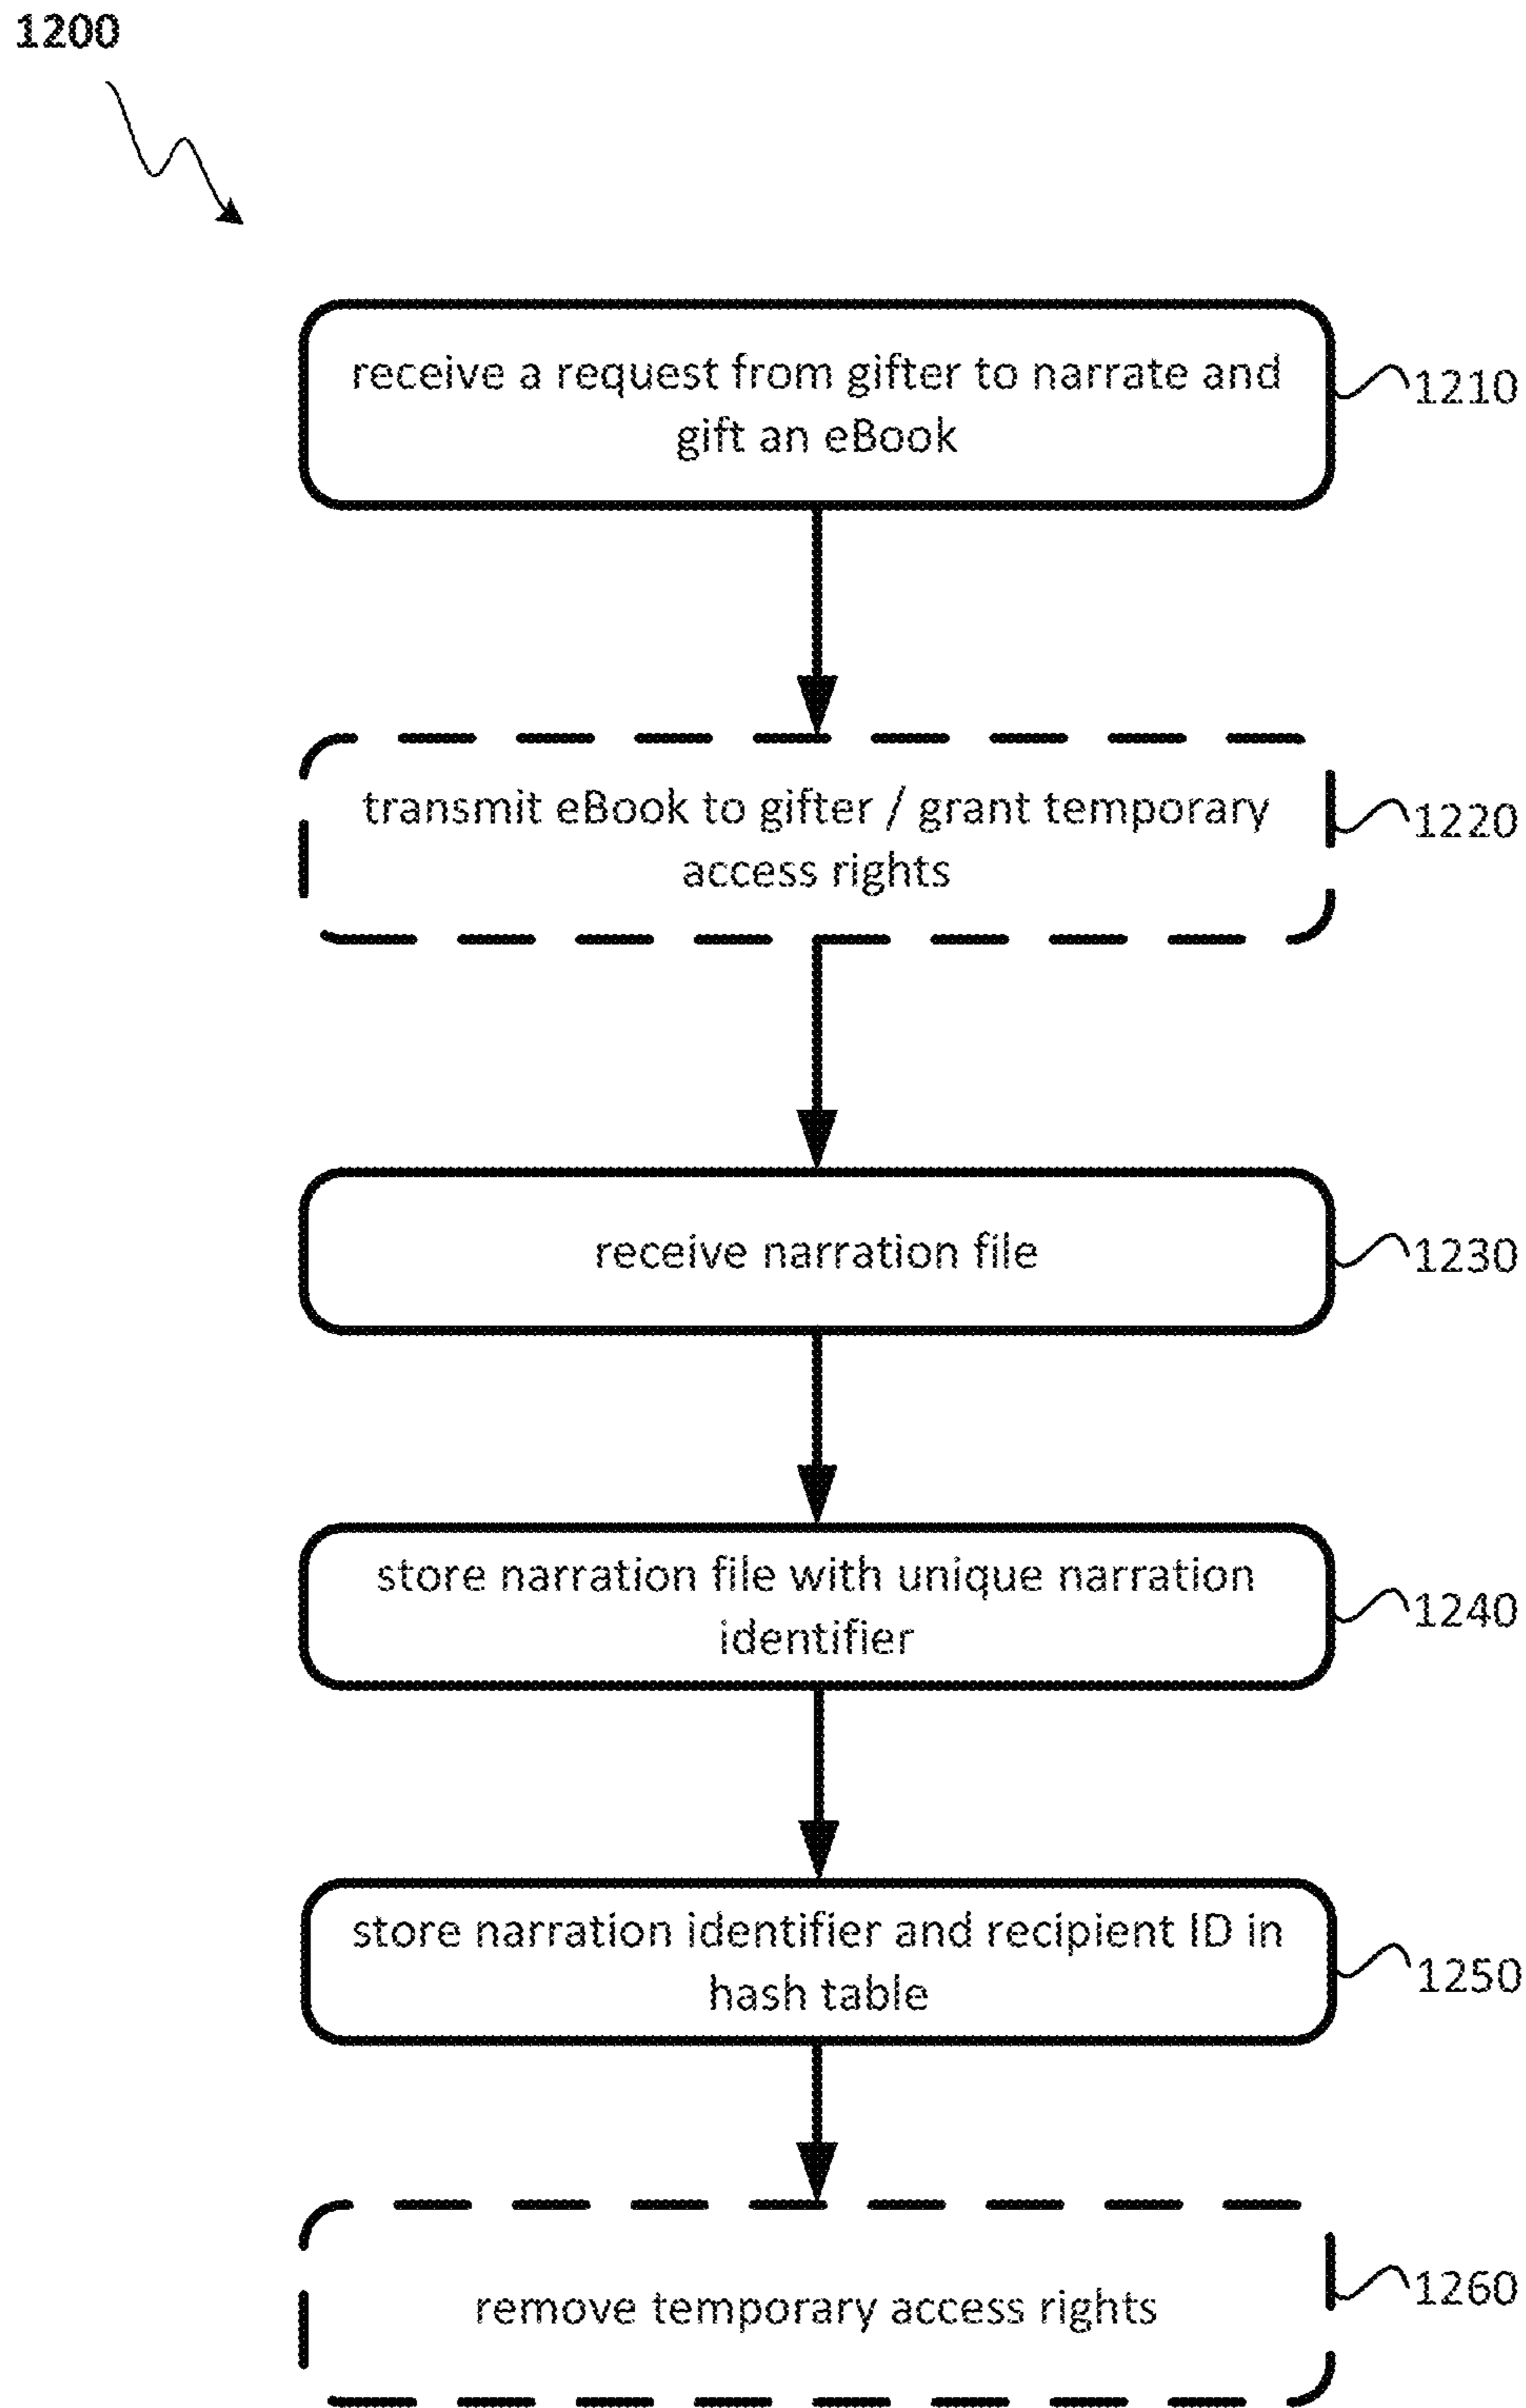 1200
receive a request from gifter to narrate and
gift an eBook
1210
transmit eBook to gifter / grant temporary
access rights
1220
receive narration file
1230
store narration file with unique narration
identifier
1240
store narration identifier and recipient ID in
hash table
1250
remove temporary access rights
1260